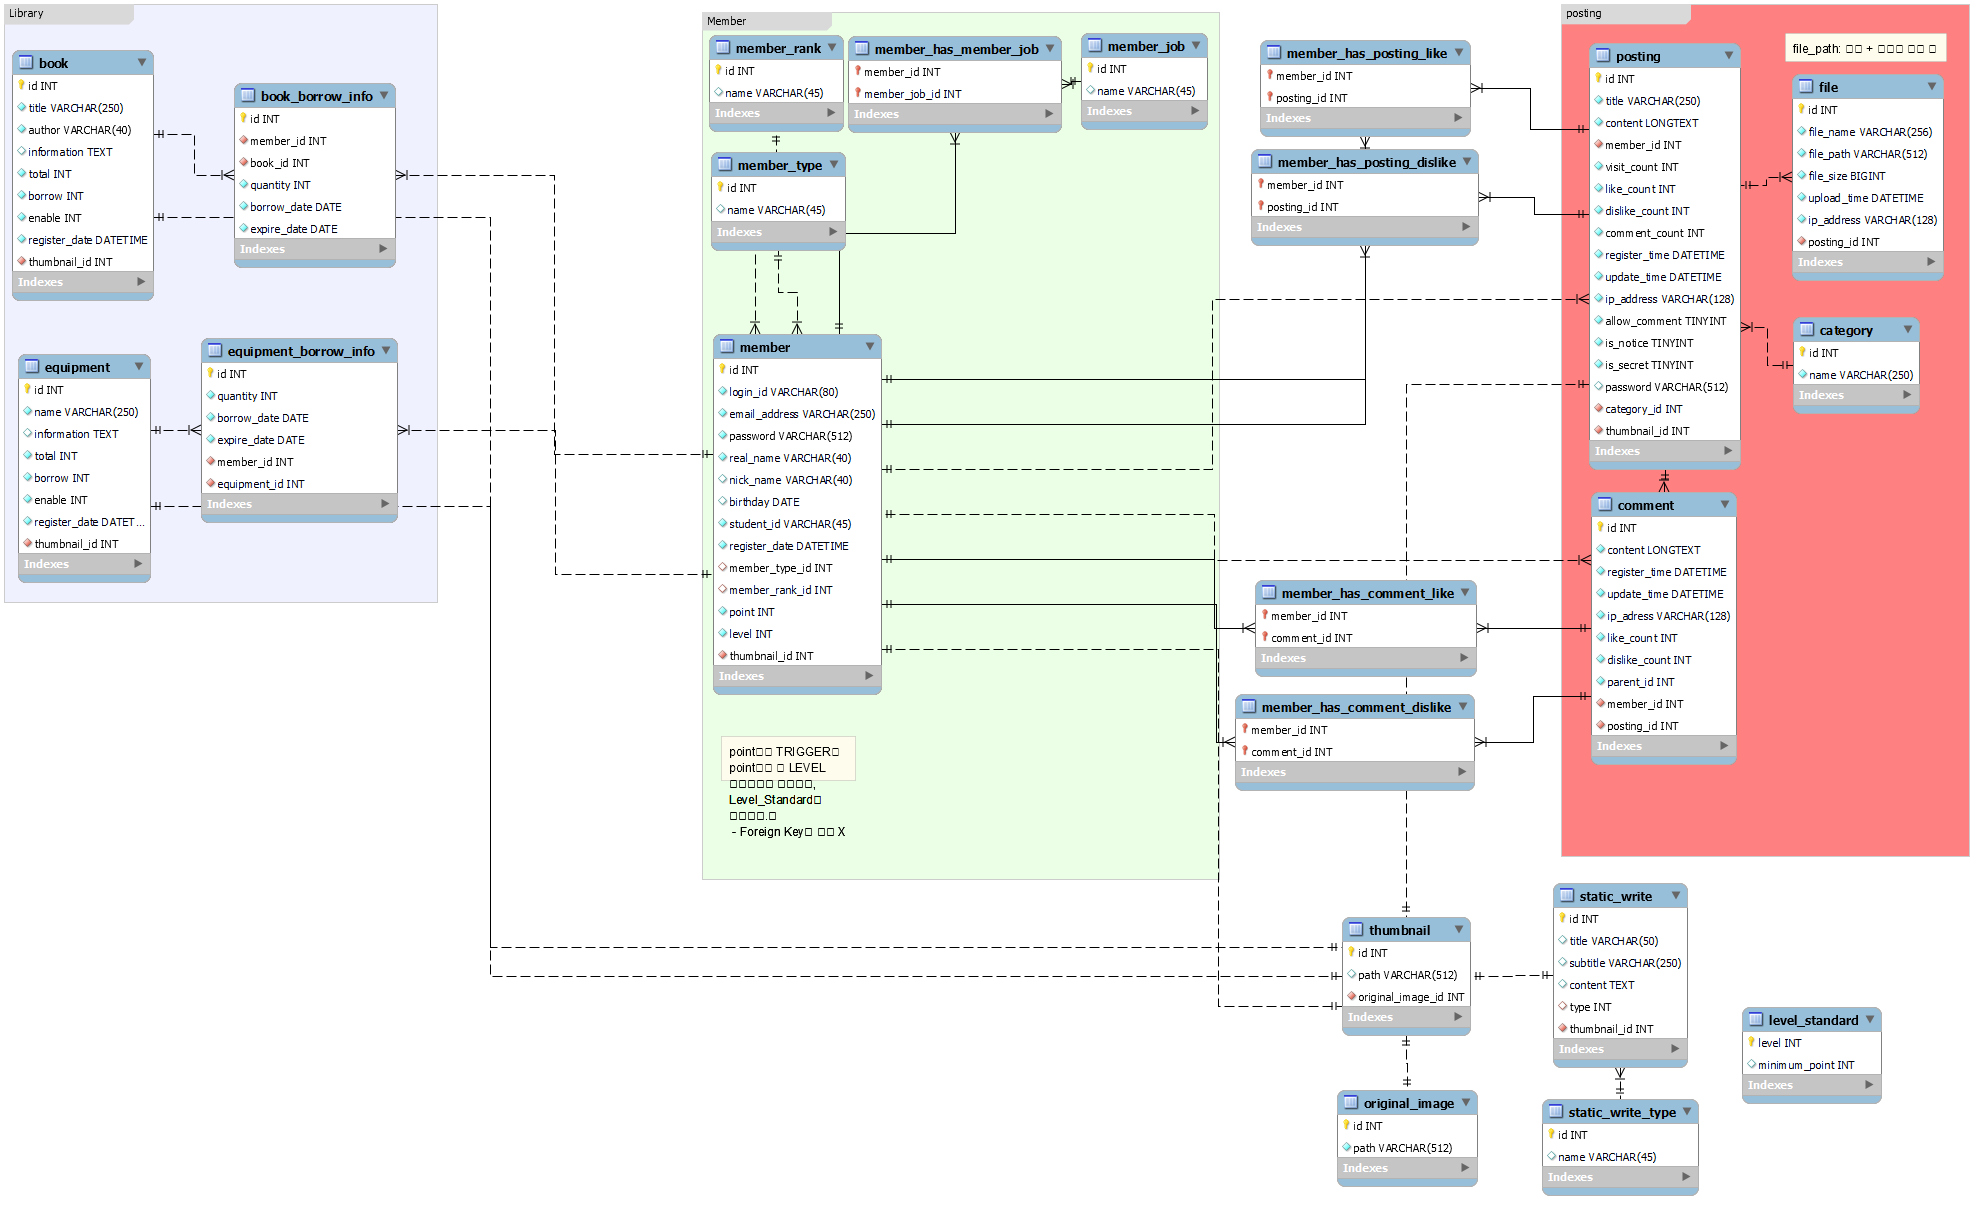 Library
book
id INT
title VARCHAR(250)
author VARCHAR(40)
information TEXT
total INT
borrow INT
enable INT
register_date DATETIME
thumbnail_id INT
Indexes
book_borrow_info
id INT
member_id INT
book_id INT
quantity INT
borrow_date DATE
expire_date DATE
Indexes
equipment
id INT
name VARCHAR(250)
information TEXT
total INT
borrow INT
enable INT
register_date DATET...
thumbnail_id INT
Indexes
equipment_borrow_info
id INT
quantity INT
borrow_date DATE
expire_date DATE
member_id INT
equipment_id INT
Indexes
Member
member_rank
id INT
name VARCHAR(45)
Indexes
member_has_member_job
member_id INT
member_job_id INT
Indexes
member_job
id INT
name VARCHAR(45)
Indexes
member_type
id INT
name VARCHAR(45)
Indexes
member
id INT
login_id VARCHAR(80)
email_address VARCHAR(250)
password VARCHAR(512)
real_name VARCHAR(40)
nick_name VARCHAR(40)
birthday DATE
student_id VARCHAR(45)
register_date DATETIME
member_type_id INT
member_rank_id INT
point INT
level INT
thumbnail_id INT
Indexes
point□□ TRIGGER□
point□□ □ LEVEL
□□□□□ □□□□,
Level_Standard□
□□□□.□
- Foreign Key□ □□ X
member_has_posting_like
member_id INT
posting_id INT
Indexes
member_has_posting_dislike
member_id INT
posting_id INT
Indexes
member_has_comment_like
member_id INT
comment_id INT
Indexes
member_has_comment_dislike
member_id INT
comment_id INT
Indexes
posting
posting
id INT
title VARCHAR(250)
content LONGTEXT
member_id INT
visit_count INT
like_count INT
dislike_count INT
comment_count INT
register_time DATETIME
update_time DATETIME
ip_address VARCHAR(128)
allow_comment TINYINT
is_notice TINYINT
is_secret TINYINT
password VARCHAR(512)
category_id INT
thumbnail_id INT
Indexes
file_path: □□ + □□□ □□ □
file
id INT
file_name VARCHAR(256)
file_path VARCHAR(512)
file_size BIGINT
upload_time DATETIME
ip_address VARCHAR(128)
posting_id INT
Indexes
category
id INT
name VARCHAR(250)
Indexes
comment
id INT
content LONGTEXT
register_time DATETIME
update_time DATETIME
ip_adress VARCHAR(128)
like_count INT
dislike_count INT
parent_id INT
member_id INT
posting_id INT
Indexes
thumbnail
id INT
path VARCHAR(512)
original_image_id INT
Indexes
original_image
id INT
path VARCHAR(512)
Indexes
static_write
id INT
title VARCHAR(50)
subtitle VARCHAR(250)
content TEXT
type INT
thumbnail_id INT
Indexes
static_write_type
id INT
name VARCHAR(45)
Indexes
level_standard
level INT
minimum_point INT
Indexes